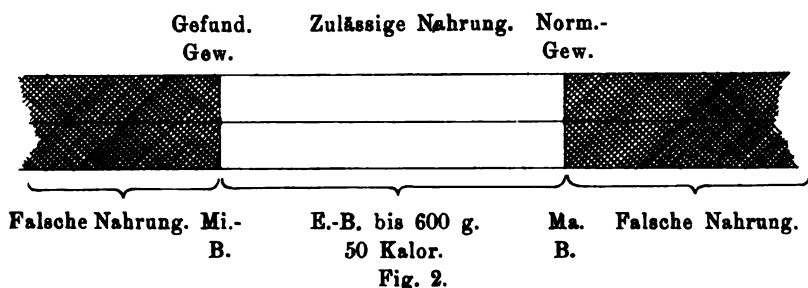 Gefund. Zulässige Nahrung. Norm.-
Gew. Gew.
Falsche Nahrung. Mi.- E.-B. bis 600 g. Ma. Falsche Nahrung.
B. 50 Kalor. B.
Fig. 2.